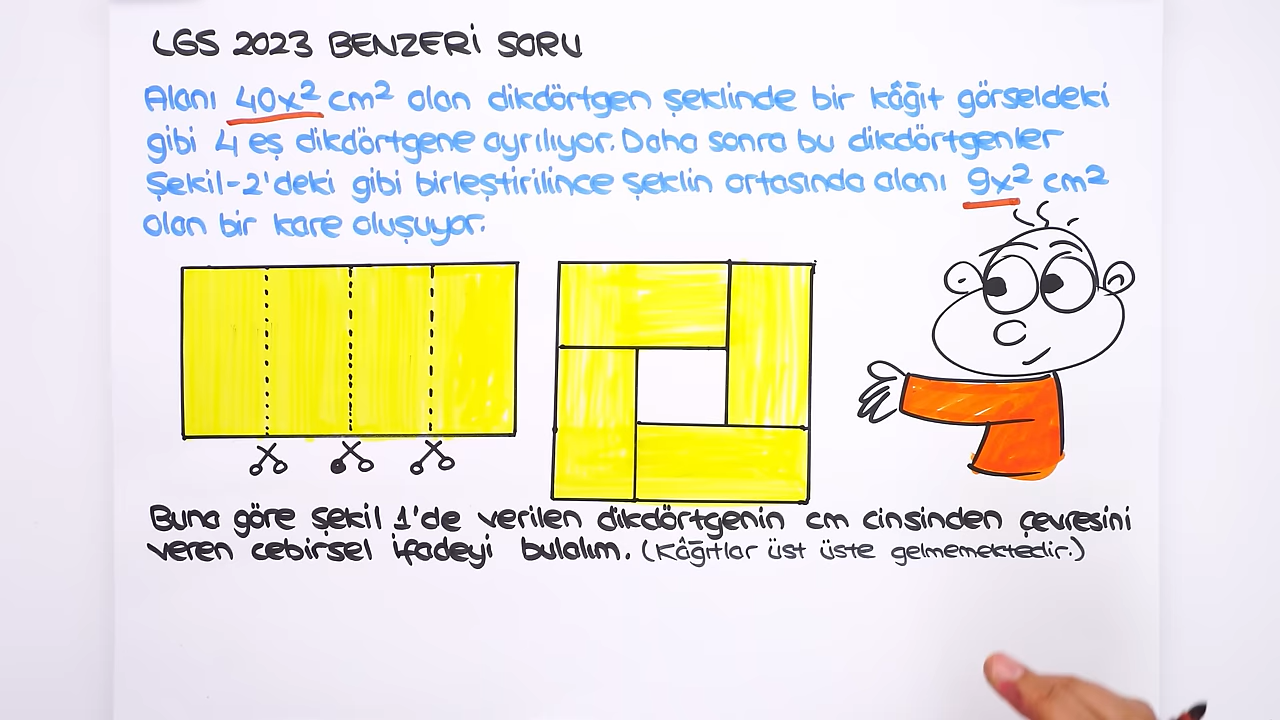 LGS 2023 BENZERİ SORU
Alanı 40x² cm² olan dikdörtgen şeklinde bir kâğıt görseldeki
gibi 4 eş dikdörtgene ayrılıyor. Daha sonra bu dikdörtgenler
Şekil-2'deki gibi birleştirilince şeklin ortasında alanı 9x² cm²
olan bir kare oluşuyor.
Buna göre şekil 1'de verilen dikdörtgenin cm cinsinden çevresini
veren cebirsel ifadeyi bulalım. (Kâğıtlar üst üste gelmemektedir.)